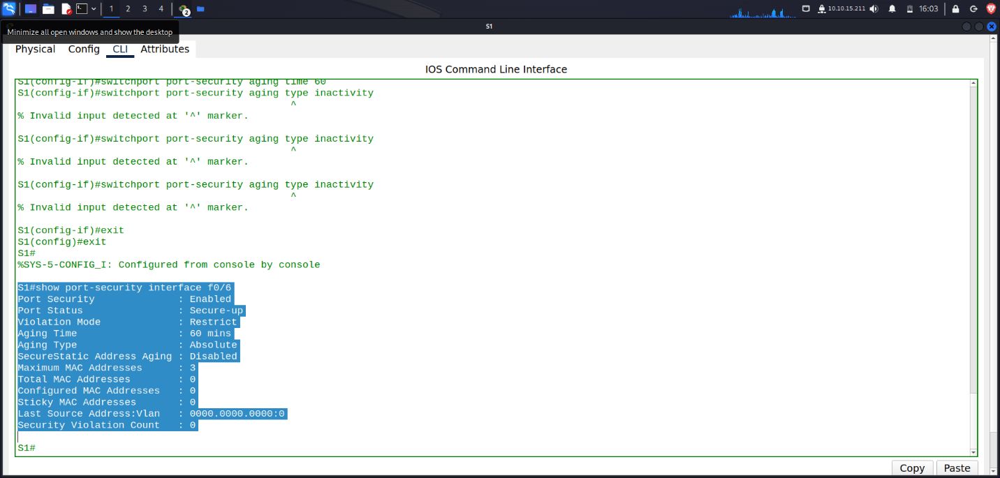 1 2 3 4 2
10.10.15.211 16:03
S1
Minimize all open windows and show the desktop
Physical Config CLI Attributes
IOS Command Line Interface
S1(config-if)#switchport port-security aging time 60
S1(config-if)#switchport port-security aging type inactivity
^
% Invalid input detected at '^' marker.
S1(config-if)#switchport port-security aging type inactivity
^
% Invalid input detected at '^' marker.
S1(config-if)#switchport port-security aging type inactivity
^
% Invalid input detected at '^' marker.
S1(config-if)#exit
S1(config)#exit
S1#
%SYS-5-CONFIG_I: Configured from console by console
S1#show port-security interface f0/6
Port Security : Enabled
Port Status : Secure-up
Violation Mode : Restrict
Aging Time : 60 mins
Aging Type : Absolute
SecureStatic Address Aging : Disabled
Maximum MAC Addresses : 3
Total MAC Addresses : 0
Configured MAC Addresses : 0
Sticky MAC Addresses : 0
Last Source Address:Vlan : 0000.0000.0000:0
Security Violation Count : 0
S1#
Copy Paste